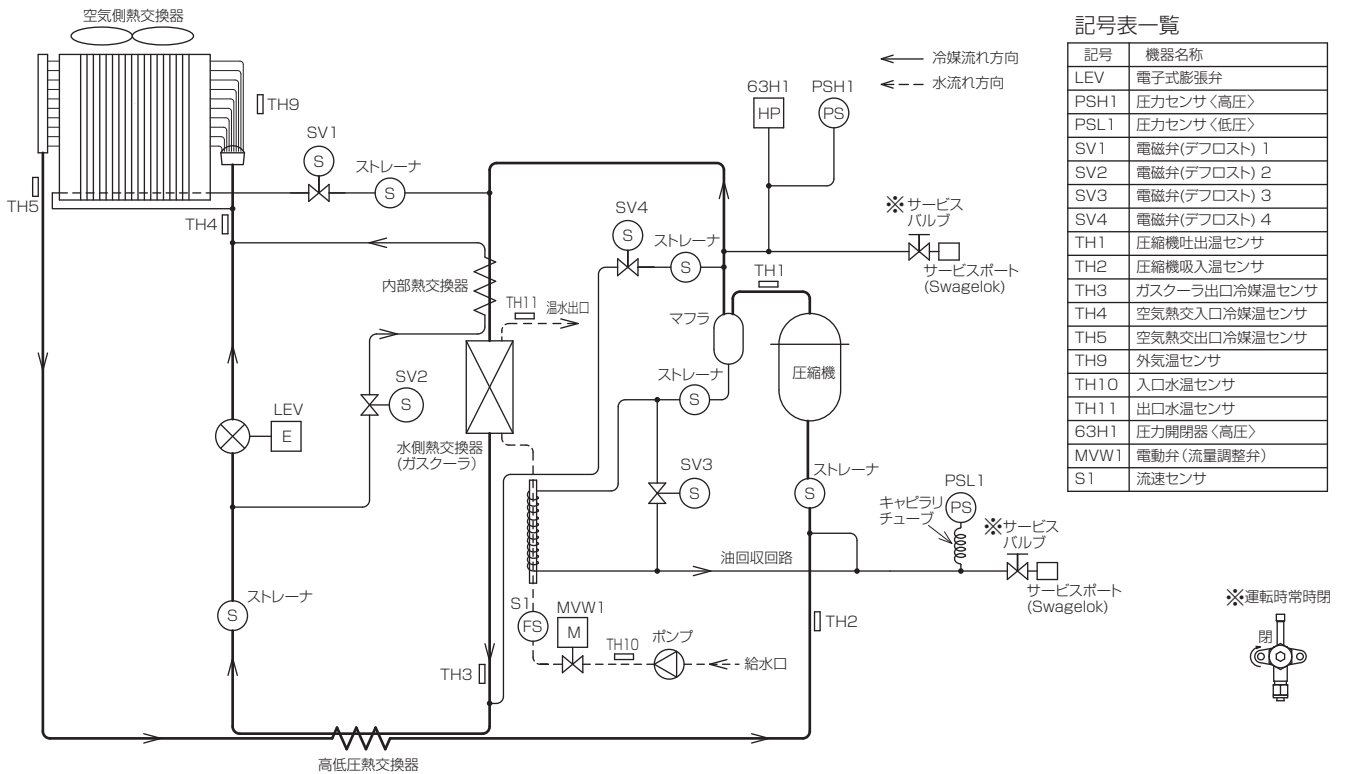 空気側熱交換器
TH9
SV1
S
ストレーナ
S
TH5
TH4
冷媒流れ方向
水流れ方向
63H1
HP
PSH1
PS
※サービス
バルブ
サービスポート
(Swagelok)
SV4
S
ストレーナ
S
TH1
内部熱交換器
TH11
温水出口
マフラ
圧縮機
SV2
S
ストレーナ
S
LEV
E
水側熱交換器
(ガスクーラ)
SV3
S
ストレーナ
S
PSL1
PS
キャピラリ
チューブ
※サービス
バルブ
サービスポート
(Swagelok)
油回収回路
ストレーナ
S
S1
FS
MVW1
M
TH10
ポンプ
給水口
TH2
TH3
高低圧熱交換器
記号表一覧
記号 機器名称
LEV 電子式膨張弁
PSH1 圧力センサ〈高圧〉
PSL1 圧力センサ〈低圧〉
SV1 電磁弁(デフロスト) 1
SV2 電磁弁(デフロスト) 2
SV3 電磁弁(デフロスト) 3
SV4 電磁弁(デフロスト) 4
TH1 圧縮機吐出温センサ
TH2 圧縮機吸入温センサ
TH3 ガスクーラ出口冷媒温センサ
TH4 空気熱交入口冷媒温センサ
TH5 空気熱交出口冷媒温センサ
TH9 外気温センサ
TH10 入口水温センサ
TH11 出口水温センサ
63H1 圧力開閉器〈高圧〉
MVW1 電動弁(流量調整弁)
S1 流速センサ
※運転時常時閉
閉